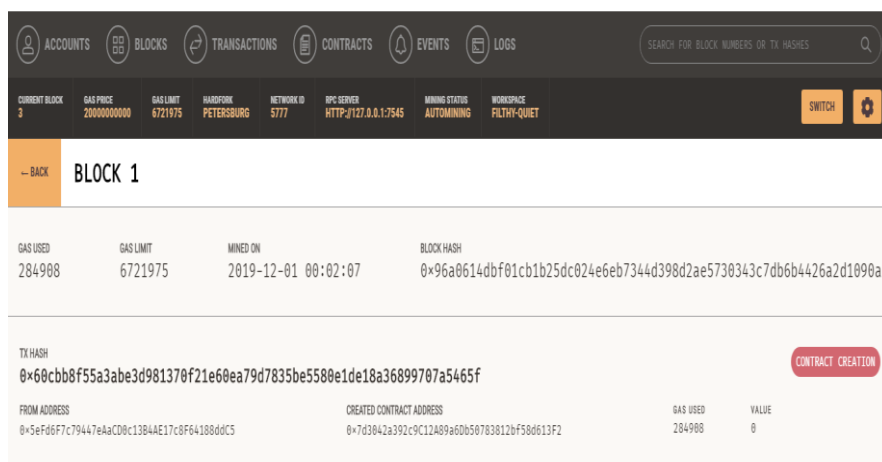 ACCOUNTS BLOCKS TRANSACTIONS CONTRACTS EVENTS LOGS SEARCH FOR BLOCK NUMBERS OR TX HASHES
CURRENT BLOCK GAS PRICE GAS LIMIT HARDFORK NETWORK ID RPC SERVER MINING STATUS WORKSPACE
3 20000000000 6721975 PETERSBURG 5777 HTTP://127.0.0.1:7545 AUTOMINING FILTHY-QUIET SWITCH
← BACK BLOCK 1
GAS USED GAS LIMIT MINED ON BLOCK HASH
284908 6721975 2019-12-01 00:02:07 0×96a0614dbf01cb1b25dc024e6eb7344d398d2ae5730343c7db6b4426a2d1090a
TX HASH
0×60cbb8f55a3abe3d981370f21e60ea79d7835be5580e1de18a36899707a5465f CONTRACT CREATION
FROM ADDRESS CREATED CONTRACT ADDRESS GAS USED VALUE
0×5eFd6F7c79447eAaCD0c13B4AE17c8F64188ddC5 0×7d3042a392c9C12A89a6Db50783812bf58d613F2 284908 0